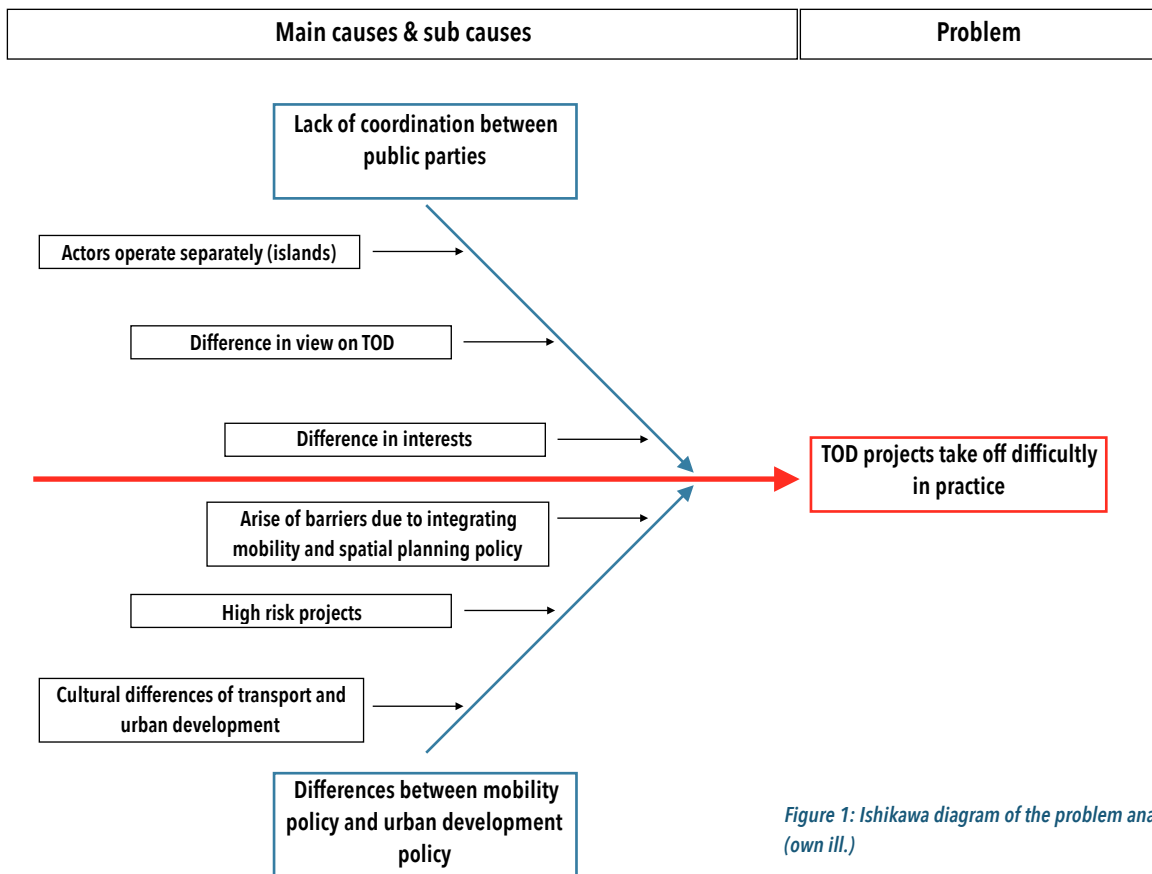 Main causes & sub causes
Problem
Lack of coordination between
public parties
Actors operate separately (islands)
Difference in view on TOD
Difference in interests
TOD projects take off difficultly
in practice
Arise of barriers due to integrating
mobility and spatial planning policy
High risk projects
Cultural differences of transport and
urban development
Differences between mobility
policy and urban development
policy
Figure 1: Ishikawa diagram of the problem ana
(own ill.)